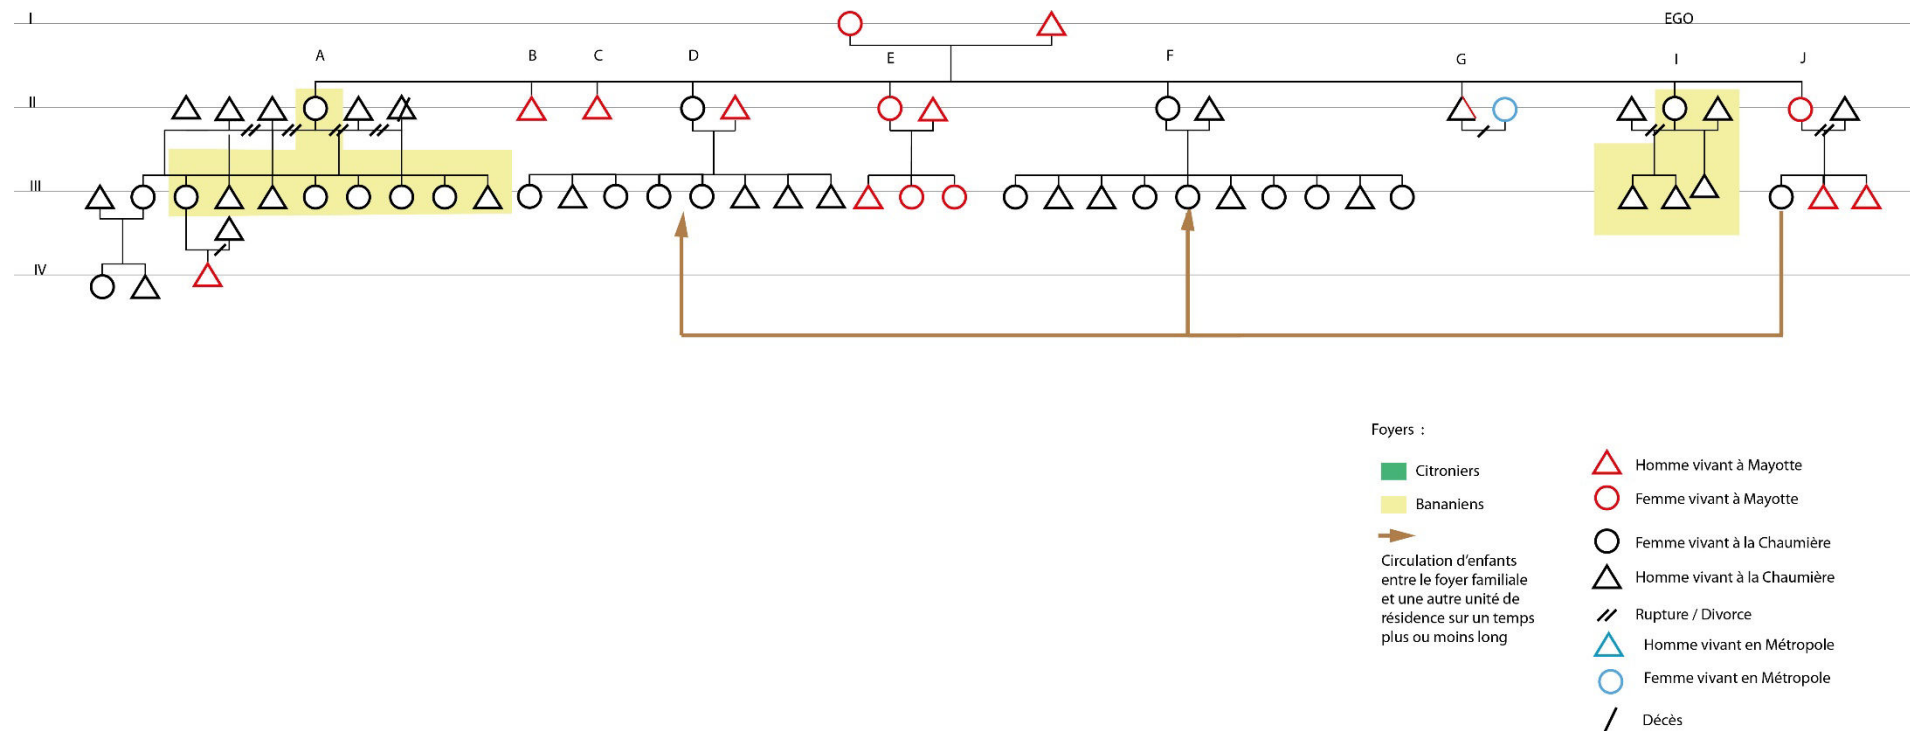 I
EGO
A
B
C
D
E
F
G
I
J
II
III
IV
Foyers :
Citroniers
Bananiens
Circulation d'enfants
entre le foyer familiale
et une autre unité de
résidence sur un temps
plus ou moins long
Homme vivant à Mayotte
Femme vivant à Mayotte
Femme vivant à la Chaumière
Homme vivant à la Chaumière
Rupture / Divorce
Homme vivant en Métropole
Femme vivant en Métropole
Décès